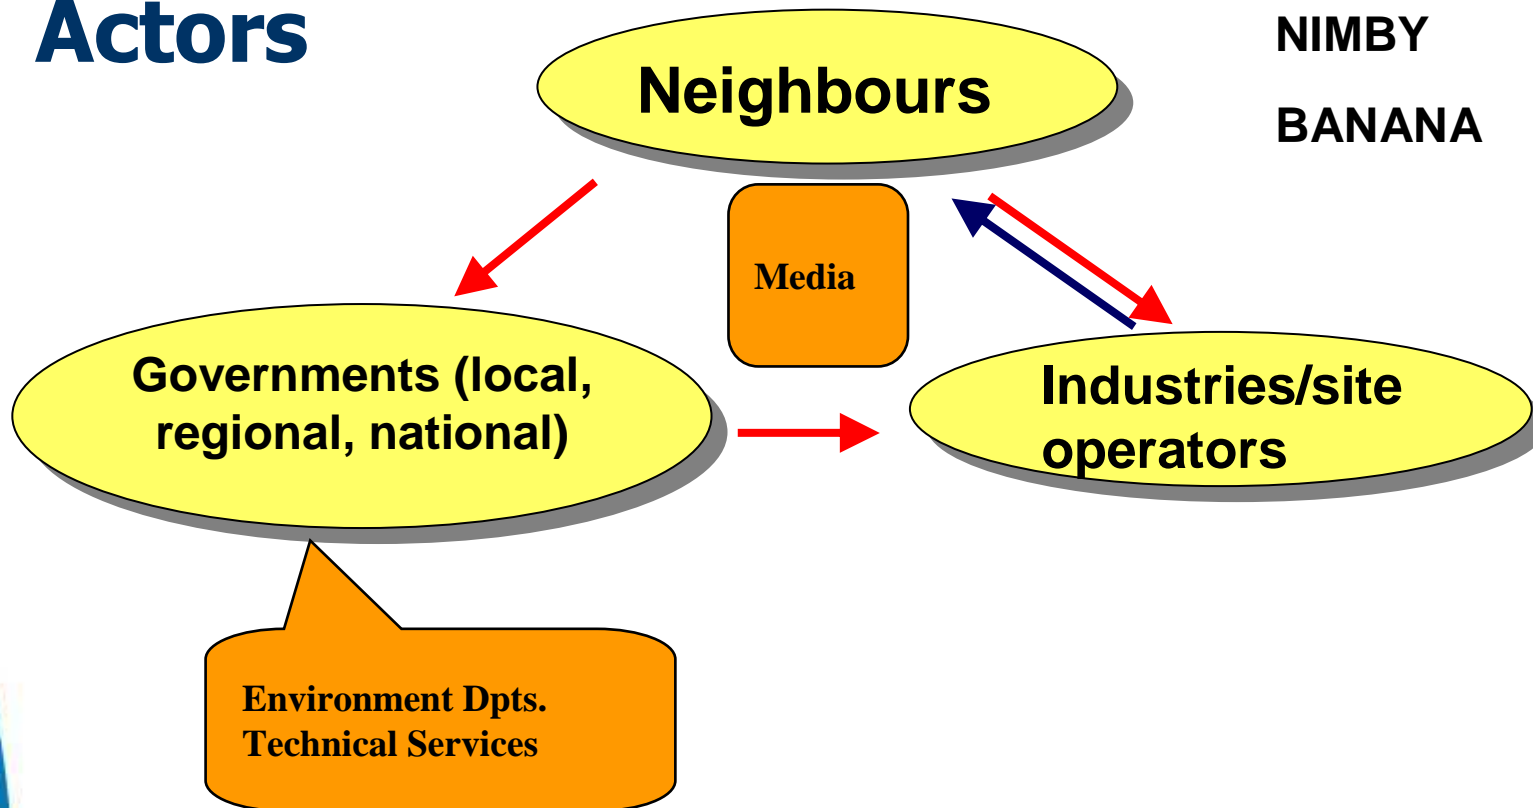 Actors
NIMBY
BANANA
Neighbours
Media
Governments (local,
regional, national)
Industries/site
operators
Environment Dpts.
Technical Services